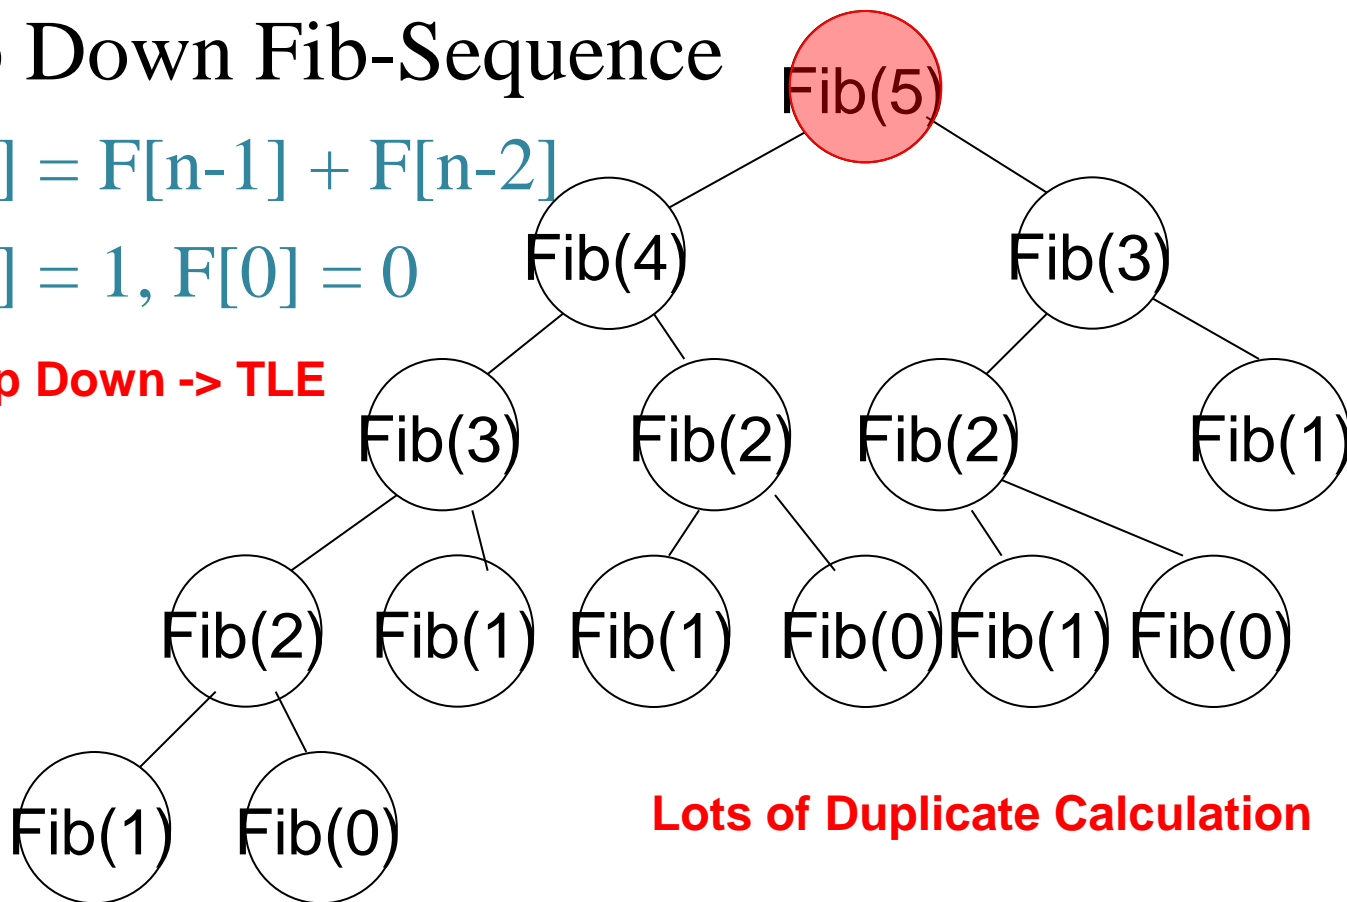 Down Fib-Sequence
Fib(5)
] = F[n-1] + F[n-2]
Fib(4)
Fib(3)
] = 1, F[0] = 0
p Down -> TLE
Fib(3)
Fib(2)
Fib(2)
Fib(1)
Fib(2)
Fib(1)
Fib(1)
Fib(0)
Fib(1)
Fib(0)
Lots of Duplicate Calculation
Fib(1)
Fib(0)